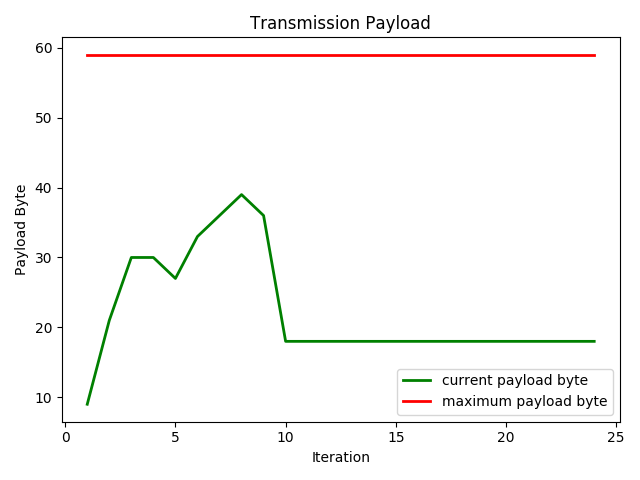 Transmission Payload
60
50
40
30
20
10
Payload Byte
0
5
10
15
20
25
Iteration
current payload byte
maximum payload byte